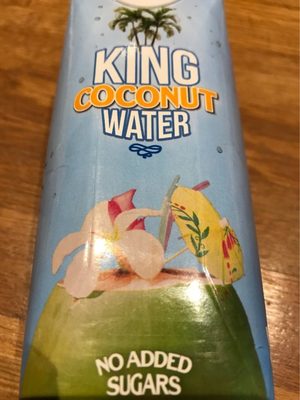 KING
COCONUT
WATER
NO ADDED
SUGARS